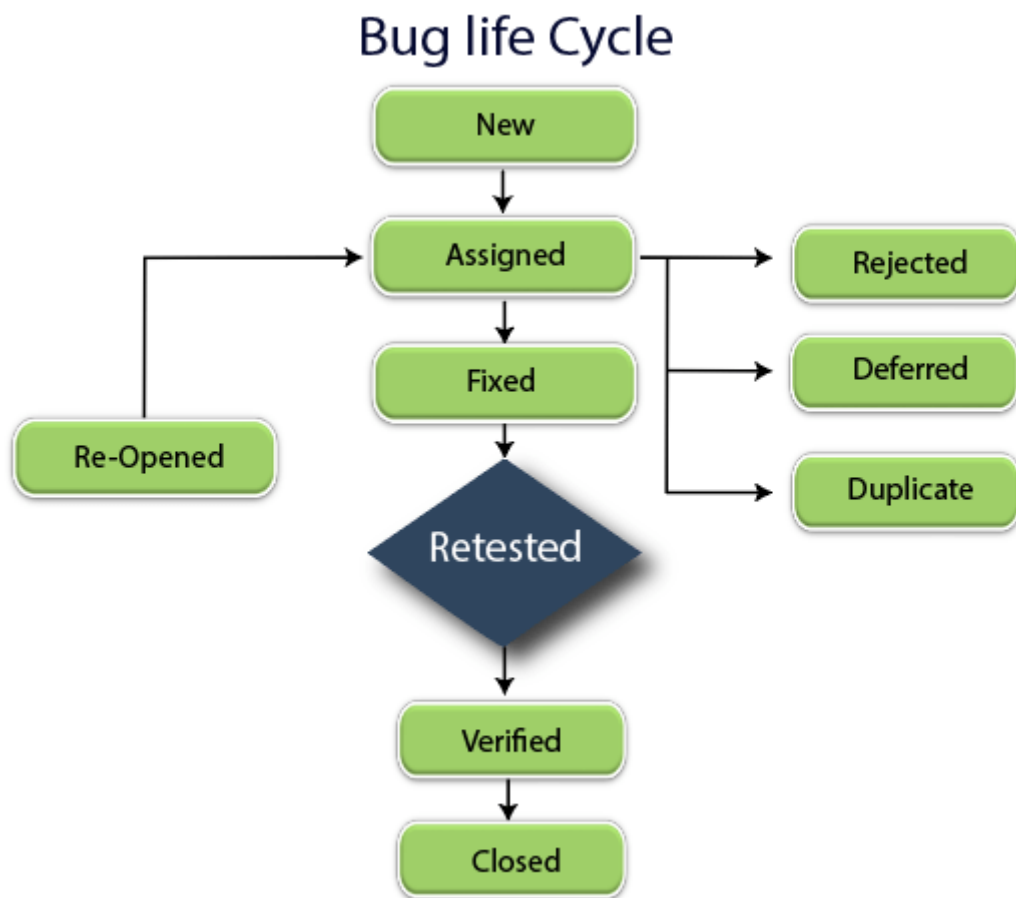 Bug life Cycle
New
Assigned
Rejected
Fixed
Deferred
Re-Opened
Duplicate
Retested
Verified
Closed